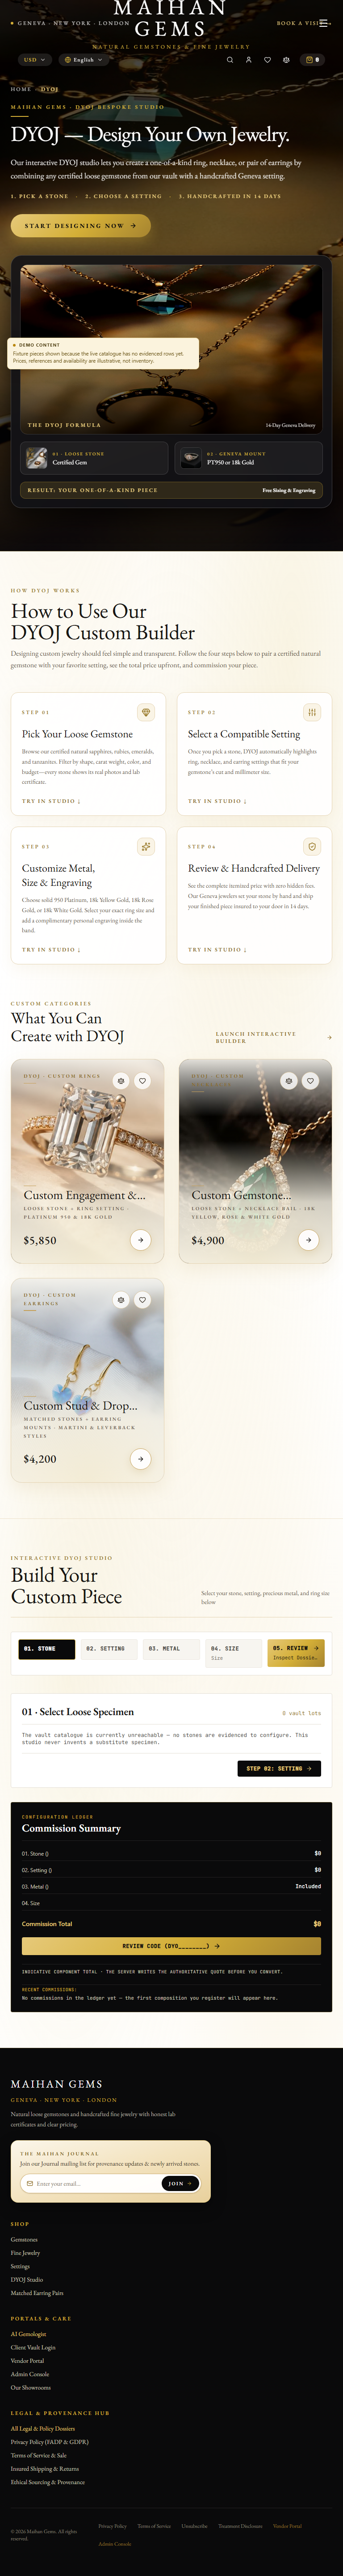 GENEVA · NEW YORK · LONDON
MAIHAN
GEMS
NATURAL GEMSTONES & FINE JEWELRY
USD
English
0
HOME
DYOJ
MAIHAN GEMS · DYOJ BESPOKE STUDIO
DYOJ — Design Your Own Jewelry.
Our interactive DYOJ studio lets you create a one-of-a-kind ring, necklace, or pair of earrings by
combining any certified loose gemstone from our vault with a handcrafted Geneva setting.
1. PICK A STONE · 2. CHOOSE A SETTING · 3. HANDCRAFTED IN 14 DAYS
START DESIGNING NOW →
DEMO CONTENT
Fixture pieces shown because the live catalogue has no evidenced rows yet.
Prices, references and availability are illustrative, not inventory.
THE DYOJ FORMULA
14-Day Geneva Delivery
01 · LOOSE STONE
Certified Gem
02 · GENEVA MOUNT
PT950 or 18k Gold
RESULT: YOUR ONE-OF-A-KIND PIECE
Free Sizing & Engraving
HOW DYOJ WORKS
How to Use Our
DYOJ Custom Builder
Designing custom jewelry should feel simple and transparent. Follow the four steps below to pair a certified natural
gemstone with your favorite setting, see the total price upfront, and commission your piece.
STEP 01
Pick Your Loose Gemstone
Browse our certified natural sapphires, rubies, emeralds,
and tanzanites. Filter by shape, carat weight, color, and
budget—every stone shows its real photos and lab
certificate.
TRY IN STUDIO ↓
STEP 02
Select a Compatible Setting
Once you pick a stone, DYOJ automatically highlights
ring, necklace, and earring settings that fit your
gemstone's cut and millimeter size.
TRY IN STUDIO ↓
STEP 03
Customize Metal,
Size & Engraving
Choose solid 950 Platinum, 18k Yellow Gold, 18k Rose
Gold, or 18k White Gold. Select your exact ring size and
add a complimentary personal engraving inside the
band.
TRY IN STUDIO ↓
STEP 04
Review & Handcrafted Delivery
See the complete itemized price with zero hidden fees.
Our Geneva jewelers set your stone by hand and ship
your finished piece insured to your door in 14 days.
TRY IN STUDIO ↓
CUSTOM CATEGORIES
What You Can
Create with DYOJ
LAUNCH INTERACTIVE
BUILDER
→
DYOJ · CUSTOM RINGS
Custom Engagement &...
LOOSE STONE + RING SETTING ·
PLATINUM 950 & 18K GOLD
$5,850
DYOJ · CUSTOM
Custom Gemstone...
LOOSE STONE + NECKLACE BAIL · 18K
YELLOW, ROSE & WHITE GOLD
$4,900
DYOJ · CUSTOM
EARRINGS
Custom Stud & Drop...
MATCHED STONES + EARRING
MOUNTS · MARTINI & LEVERBACK
STYLES
$4,200
INTERACTIVE DYOJ STUDIO
Build Your
Custom Piece
Select your stone, setting, precious metal, and ring size
below
01. STONE
02. SETTING
03. METAL
04. SIZE
Size
05. REVIEW →
Inspect Dossie…
01 · Select Loose Specimen
0 vault lots
The vault catalogue is currently unreachable — no stones are evidenced to configure. This
studio never invents a substitute specimen.
STEP 02: SETTING →
CONFIGURATION LEDGER
Commission Summary
01. Stone ()
$0
02. Setting ()
$0
03. Metal ()
Included
04. Size
Commission Total
$0
REVIEW CODE (DYO________) →
INDICATIVE COMPONENT TOTAL · THE SERVER WRITES THE AUTHORITATIVE QUOTE BEFORE YOU CONVERT.
RECENT COMMISSIONS:
No commissions in the ledger yet — the first composition you register will appear here.
MAIHAN GEMS
GENEVA · NEW YORK · LONDON
Natural loose gemstones and handcrafted fine jewelry with honest lab
certificates and clear pricing.
THE MAIHAN JOURNAL
Join our Journal mailing list for provenance updates & newly arrived stones.
Enter your email...
JOIN →
SHOP
Gemstones
Fine Jewelry
Settings
DYOJ Studio
Matched Earring Pairs
PORTALS & CARE
AI Gemologist
Client Vault Login
Vendor Portal
Admin Console
Our Showrooms
LEGAL & PROVENANCE HUB
All Legal & Policy Dossiers
Privacy Policy (FADP & GDPR)
Terms of Service & Sale
Insured Shipping & Returns
Ethical Sourcing & Provenance
© 2026 Maihan Gems. All rights
reserved.
Privacy Policy
Terms of Service
Unsubscribe
Treatment Disclosure
Vendor Portal
Admin Console